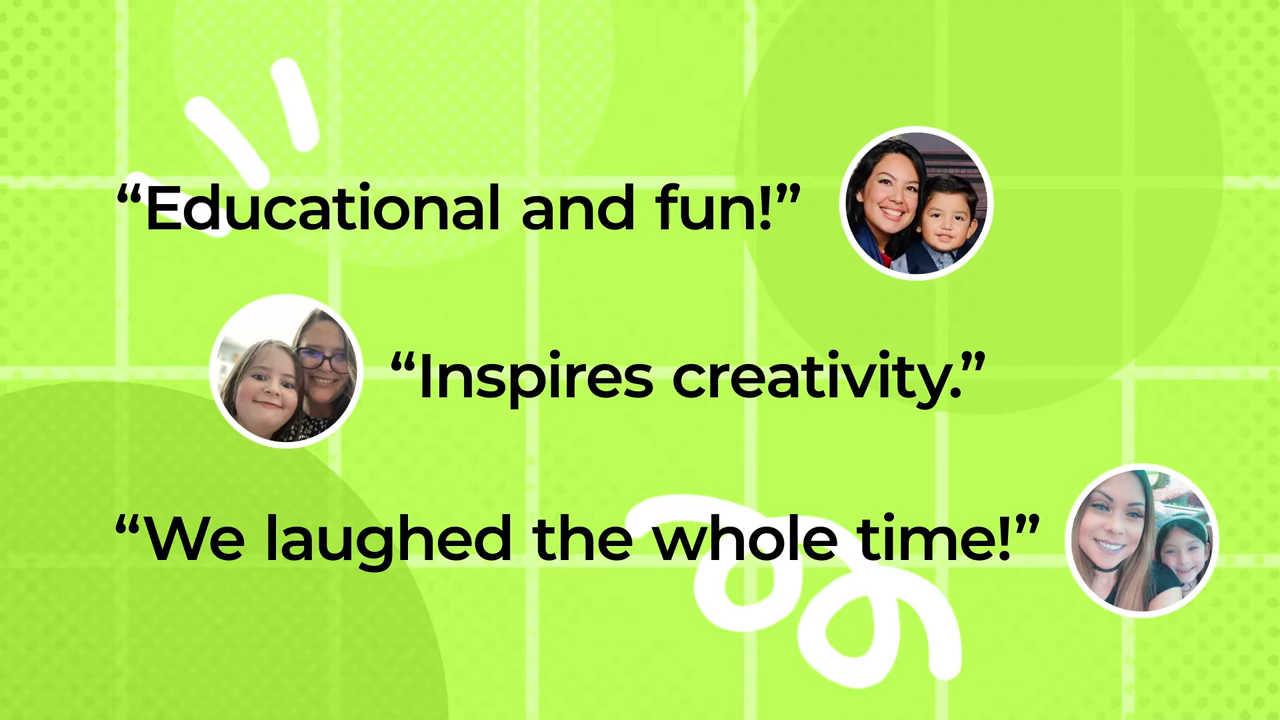 “Educational and fun!”
“Inspires creativity.”
“We laughed the whole time!”